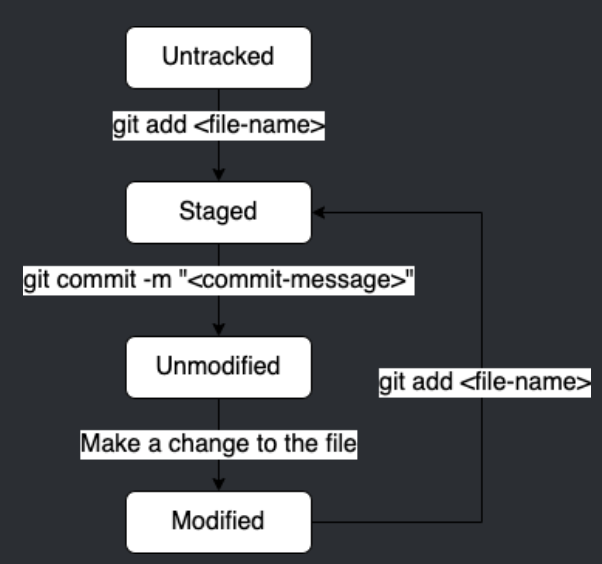 Untracked
git add <file-name>
Staged
git commit -m "<commit-message>"
Unmodified
git add <file-name>
Make a change to the file
Modified